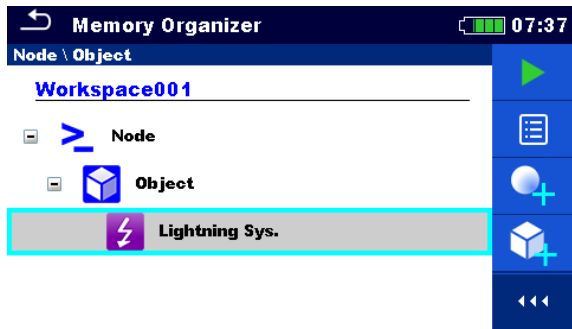 Memory Organizer 07:37
Node \ Object
Workspace001
Node
Object
Lightning Sys.